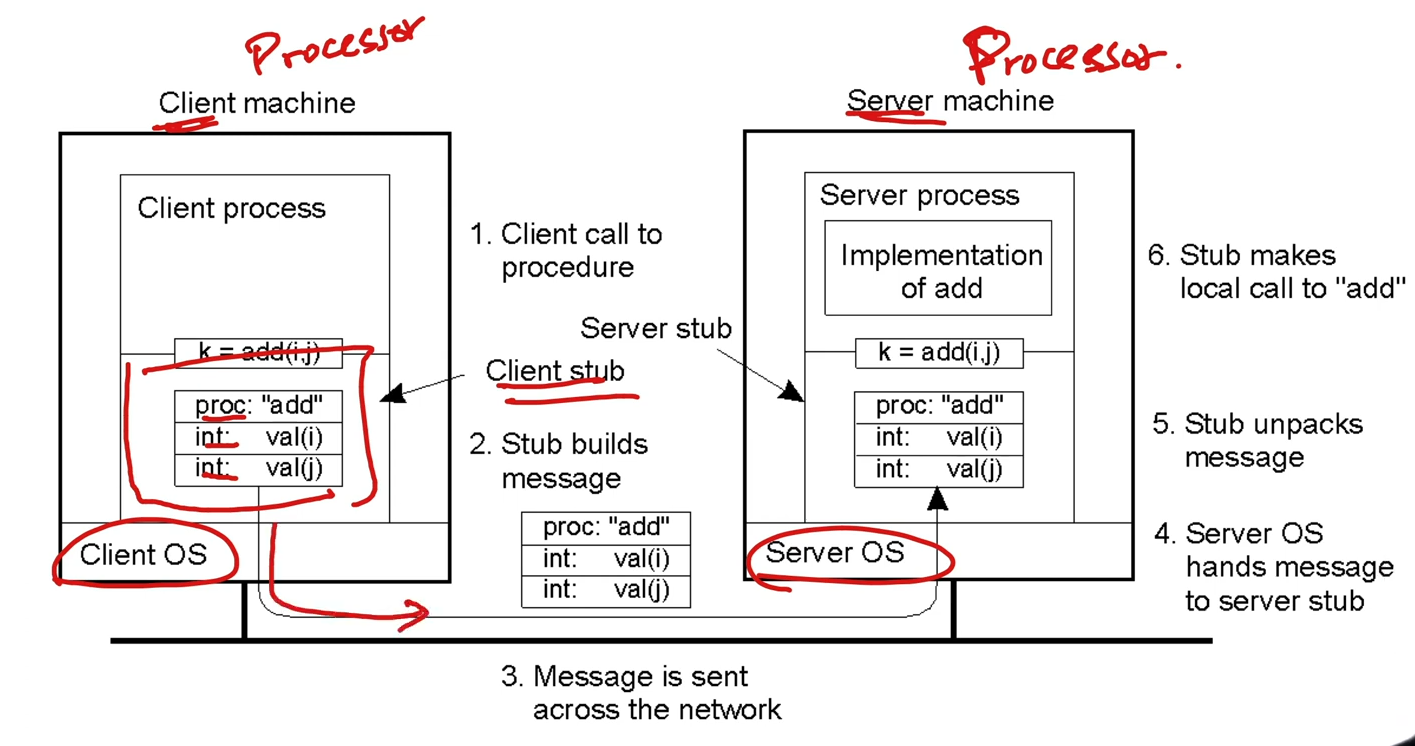 Processor
Processor.
Client machine
Server machine
Client process
1. Client call to
procedure
k = add(i,j)
Client stub
proc: "add"
int: val(i)
int: val(j)
2. Stub builds
message
proc: "add"
int: val(i)
int: val(j)
Client OS
3. Message is sent
across the network
Server process
Implementation
of add
Server stub
k = add(i,j)
proc: "add"
int: val(i)
int: val(j)
Server OS
6. Stub makes
local call to "add"
5. Stub unpacks
message
4. Server OS
hands message
to server stub